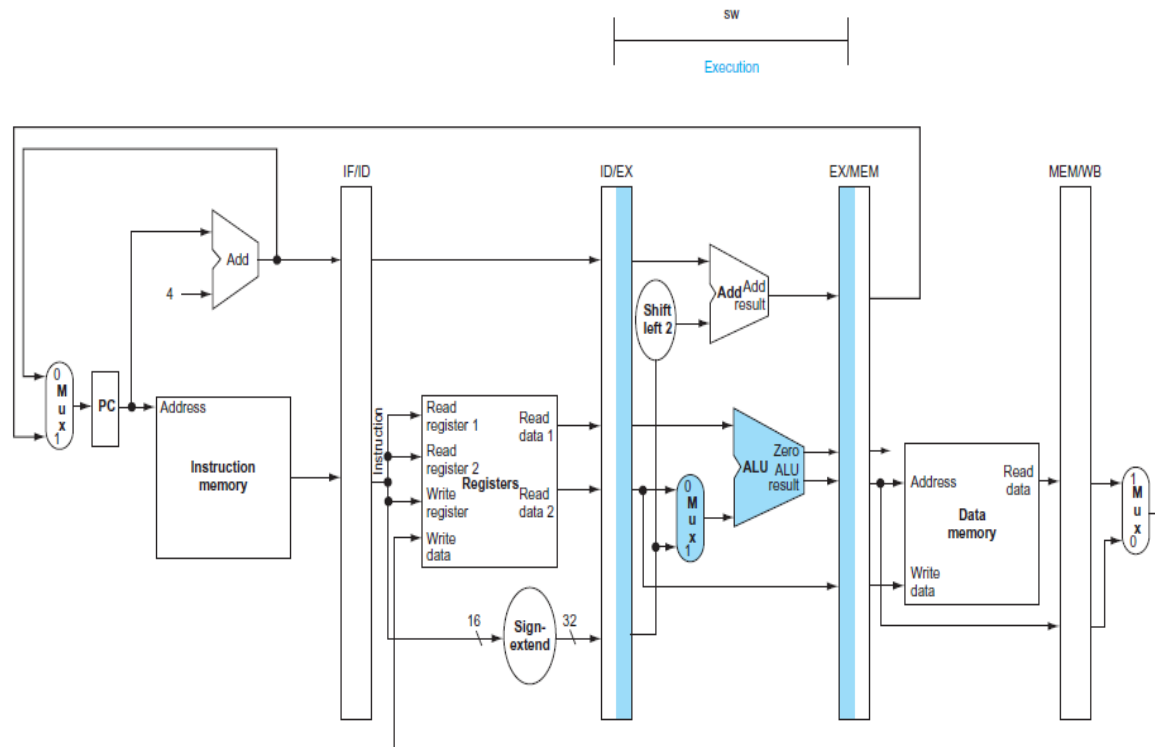 sw
Execution
IF/ID
ID/EX
EX/MEM
MEM/WB
Add
4
Shift
left 2
Add
Add
result
0
M
u
x
1
PC
Address
Instruction
memory
Instruction
Read
register 1
Read
register 2
Write
register
Write
data
Registers
Read
data 1
Read
data 2
16
Sign-
extend
32
0
M
u
x
1
ALU
Zero
ALU
result
Address
Write
data
Data
memory
Read
data
1
M
u
x
0